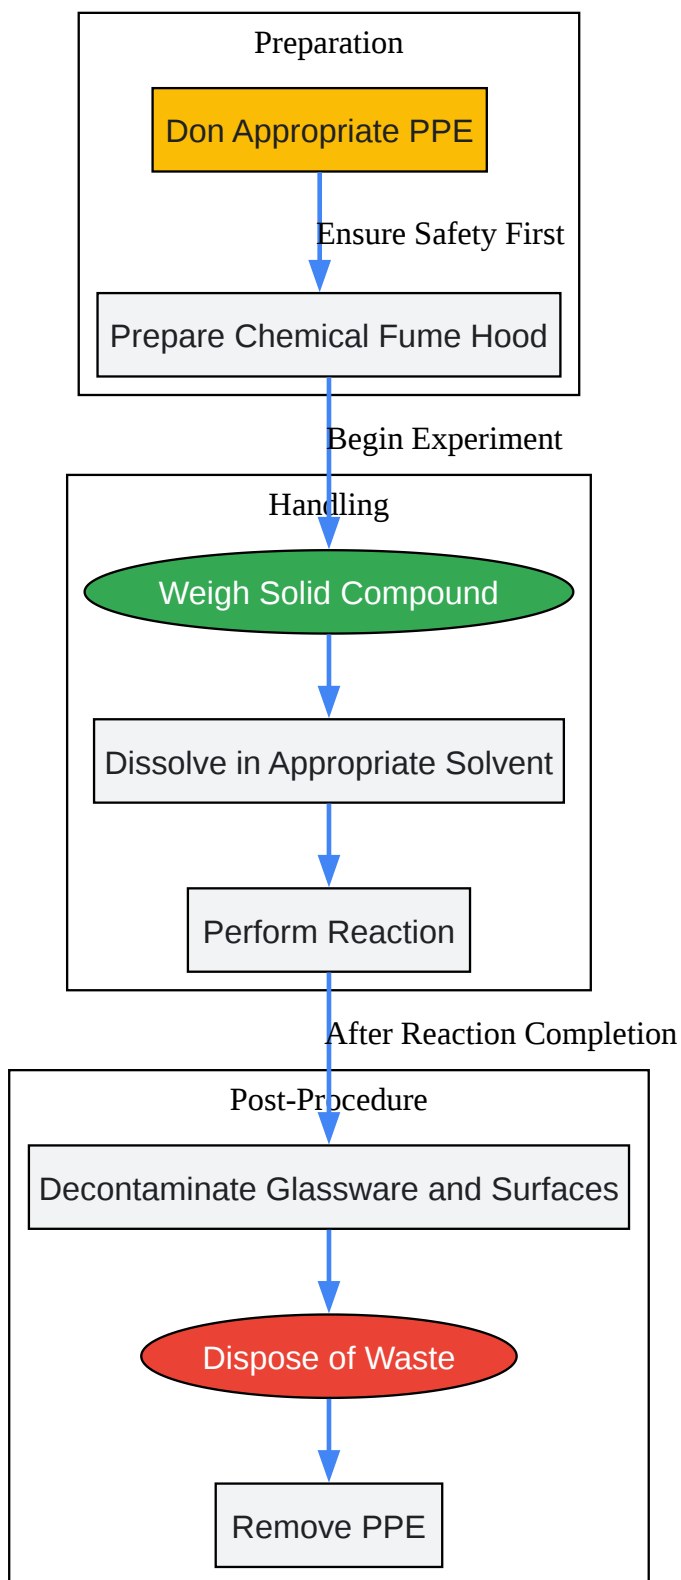 Preparation
Don Appropriate PPE
Ensure Safety First
Prepare Chemical Fume Hood
Begin Experiment
Handling
Weigh Solid Compound
Dissolve in Appropriate Solvent
Perform Reaction
After Reaction Completion
Post-Procedure
Decontaminate Glassware and Surfaces
Dispose of Waste
Remove PPE